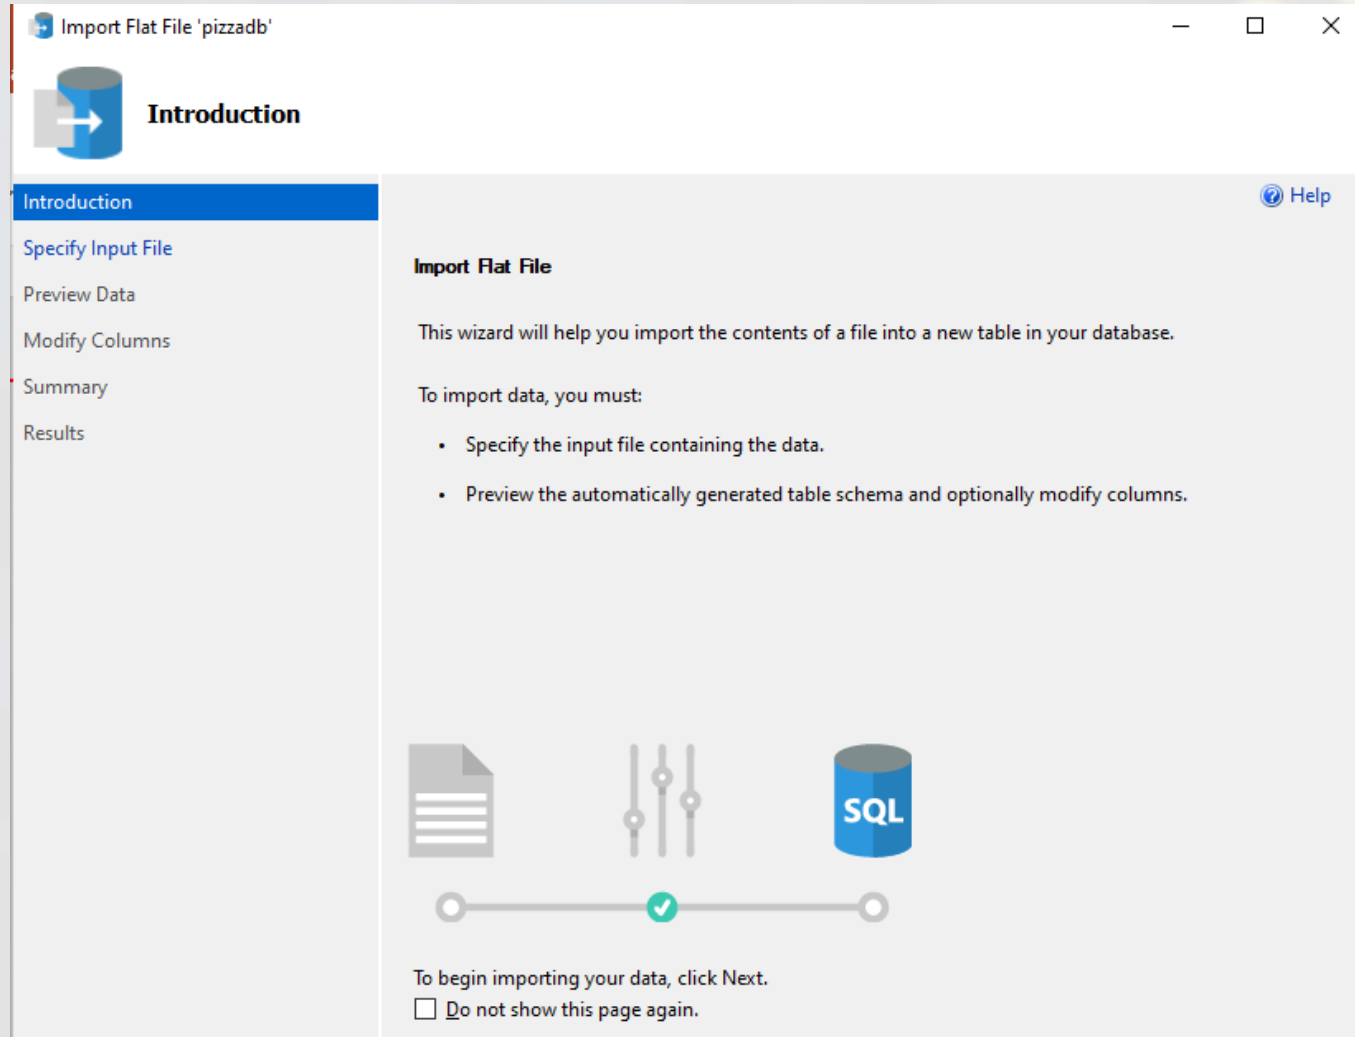 Import Flat File 'pizzadb'
Introduction
Introduction
Specify Input File
Preview Data
Modify Columns
Summary
Results
Help
Import Flat File
This wizard will help you import the contents of a file into a new table in your database.
To import data, you must:
• Specify the input file containing the data.
• Preview the automatically generated table schema and optionally modify columns.
SQL
To begin importing your data, click Next.
Do not show this page again.